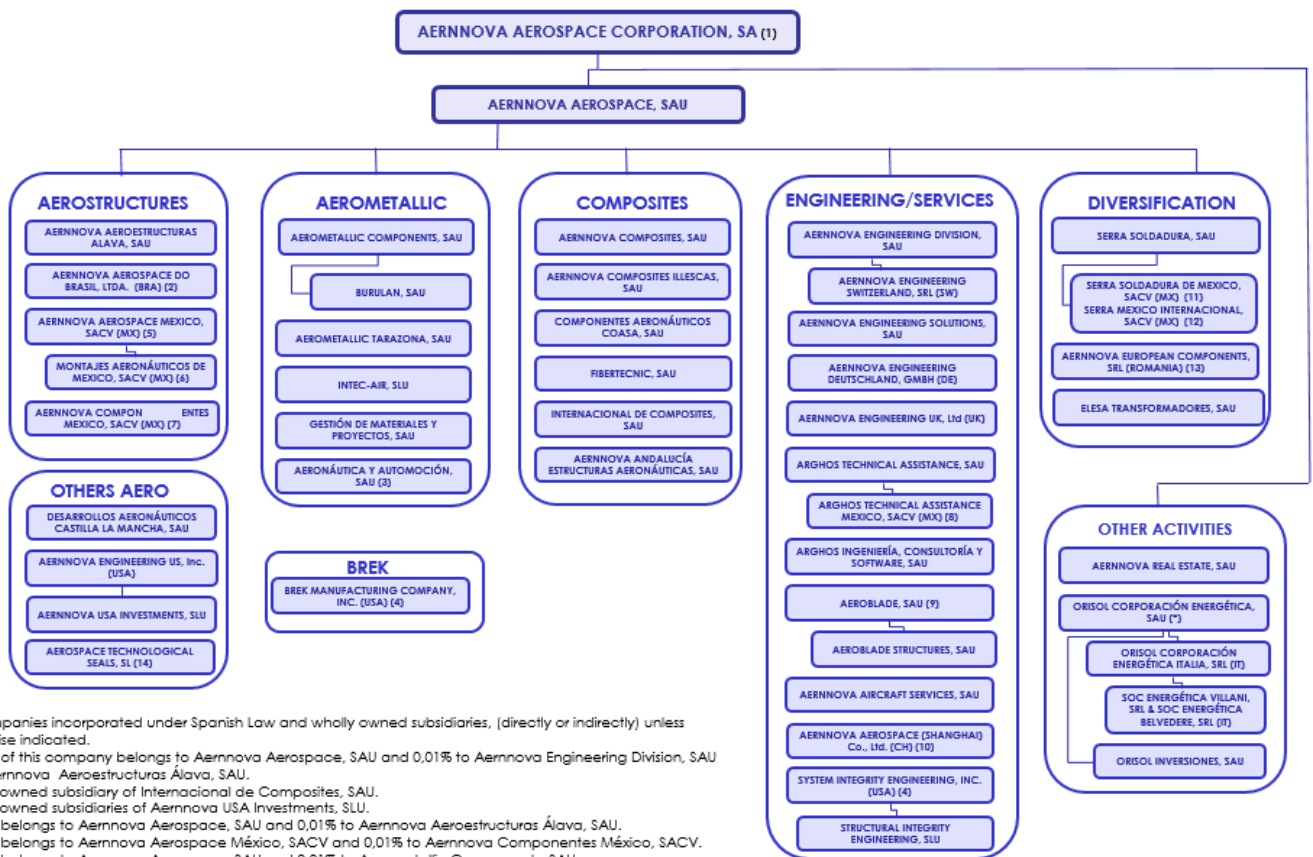 AERNNOVA AEROSPACE CORPORATION, SA (1)
AERNNOVA AEROSPACE, SAU
AEROSTRUCTURES
AERNNOVA AEROESTRUCTURAS
ALAVA, SAU
AERNNOVA AEROSPACE DO
BRASIL, LTDA. (BRA) (2)
AERNNOVA AEROSPACE MEXICO,
SACV (MX) (5)
MONTAJES AERONÁUTICOS DE
MEXICO, SACV (MX) (6)
AERNNOVA COMPON ENTES
MEXICO, SACV (MX) (7)
OTHERS AERO
DESARROLLOS AERONÁUTICOS
CASTILLA LA MANCHA, SAU
AERNNOVA ENGINEERING US, Inc.
(USA)
AERNNOVA USA INVESTMENTS, SLU
AEROSPACE TECHNOLOGICAL
SEALS, SL (14)
AEROMETALLIC
AEROMETALLIC COMPONENTS, SAU
BURULAN, SAU
AEROMETALLIC TARAZONA, SAU
INTEC-AIR, SLU
GESTIÓN DE MATERIALES Y
PROYECTOS, SAU
AERONÁUTICA Y AUTOMOCIÓN,
SAU (3)
BREK
BREK MANUFACTURING COMPANY,
INC. (USA) (4)
COMPOSITES
AERNNOVA COMPOSITES, SAU
AERNNOVA COMPOSITES ILLESCAS,
SAU
COMPONENTES AERONÁUTICOS
COASA, SAU
FIBERTECNIC, SAU
INTERNACIONAL DE COMPOSITES,
SAU
AERNNOVA ANDALUCÍA
ESTRUCTURAS AERONÁUTICAS, SAU
ENGINEERING/SERVICES
AERNNOVA ENGINEERING DIVISION,
SAU
AERNNOVA ENGINEERING
SWITZERLAND, SRL (SW)
AERNNOVA ENGINEERING SOLUTIONS,
SAU
AERNNOVA ENGINEERING
DEUTSCHLAND, GMBH (DE)
AERNNOVA ENGINEERING UK, Ltd (UK)
ARGHOS TECHNICAL ASSISTANCE, SAU
ARGHOS TECHNICAL ASSISTANCE
MEXICO, SACV (MX) (8)
ARGHOS INGENIERÍA, CONSULTORÍA Y
SOFTWARE, SAU
AEROBLADE, SAU (9)
AEROBLADE STRUCTURES, SAU
AERNNOVA AIRCRAFT SERVICES, SAU
AERNNOVA AEROSPACE (SHANGHAI)
Co., Ltd. (CH) (10)
SYSTEM INTEGRITY ENGINEERING, INC.
(USA) (4)
STRUCTURAL INTEGRITY
ENGINEERING, SLU
DIVERSIFICATION
SERRA SOLDADURA, SAU
SERRA SOLDADURA DE MEXICO,
SACV (MX) (11)
SERRA MEXICO INTERNACIONAL,
SACV (MX) (12)
AERNNOVA EUROPEAN COMPONENTS,
SRL (ROMANIA) (13)
ELESA TRANSFORMADORES, SAU
OTHER ACTIVITIES
AERNNOVA REAL ESTATE, SAU
ORISOL CORPORACIÓN ENERGÉTICA,
SAU (*)
ORISOL CORPORACIÓN
ENERGÉTICA ITALIA, SRL (IT)
SOC ENERGÉTICA VILLANI,
SRL & SOC ENERGÉTICA
BELVEDERE, SRL (IT)
ORISOL INVERSIONES, SAU
mpanies incorporated under Spanish Law and wholly owned subsidiaries, (directly or indirectly) unless
ise indicated.
of this company belongs to Aernnova Aerospace, SAU and 0,01% to Aernnova Engineering Division, SAU
ernnova Aeroestructuras Álava, SAU.
owned subsidiary of Internacional de Composites, SAU.
owned subsidiaries of Aernnova USA Investments, SLU.
belongs to Aernnova Aerospace, SAU and 0,01% to Aernnova Aeroestructuras Álava, SAU.
belongs to Aernnova Aerospace México, SACV and 0,01% to Aernnova Componentes México, SACV.